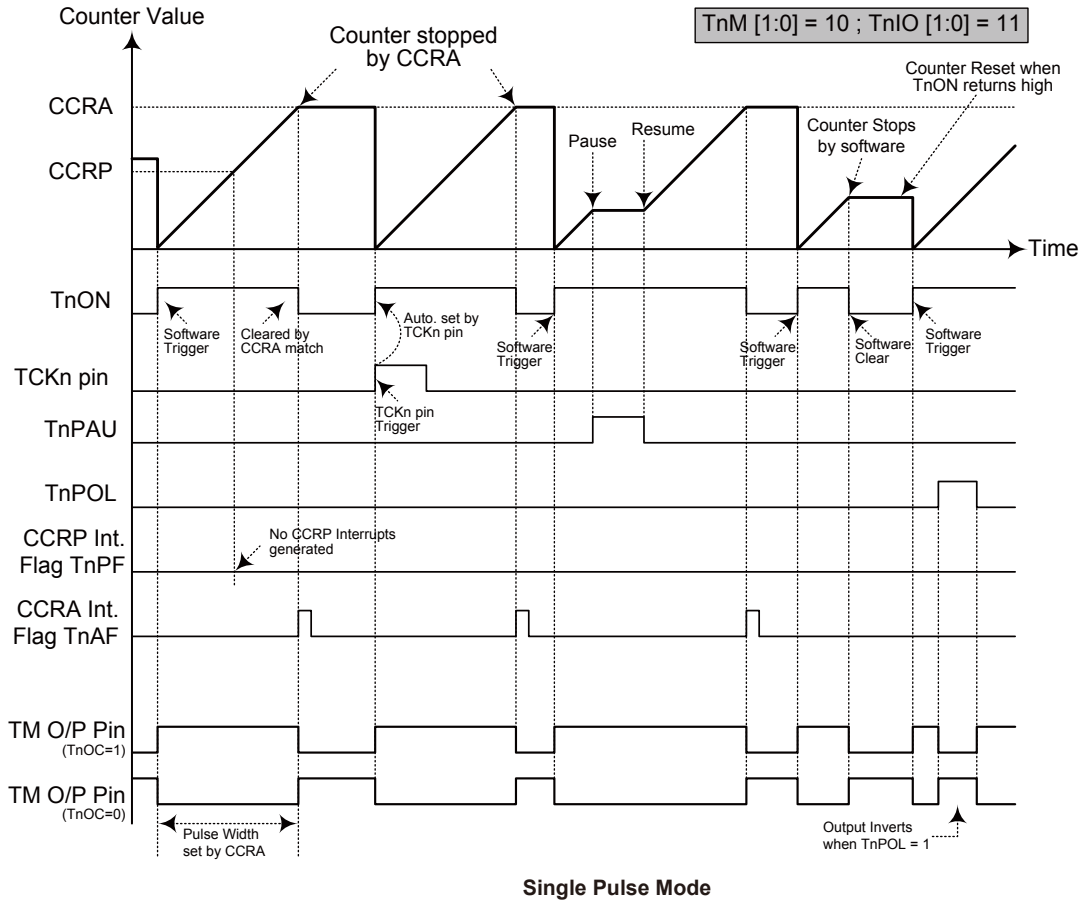 Counter Value
TnM [1:0] = 10 ; TnIO [1:0] = 11
Counter stopped
by CCRA
Counter Reset when
TnON returns high
CCRA
Counter Stops
by software
Pause
Resume
CCRP
Time
TnON
Software
Trigger
Cleared by
CCRA match
Auto. set by
TCKn pin
Software
Trigger
Software
Trigger
Software
Clear
Software
Trigger
TCKn pin
TCKn pin
Trigger
TnPAU
TnPOL
No CCRP Interrupts
generated
CCRP Int.
Flag TnPF
CCRA Int.
Flag TnAF
TM O/P Pin
(TnOC=1)
TM O/P Pin
(TnOC=0)
Pulse Width
set by CCRA
Output Inverts
when TnPOL = 1
Single Pulse Mode